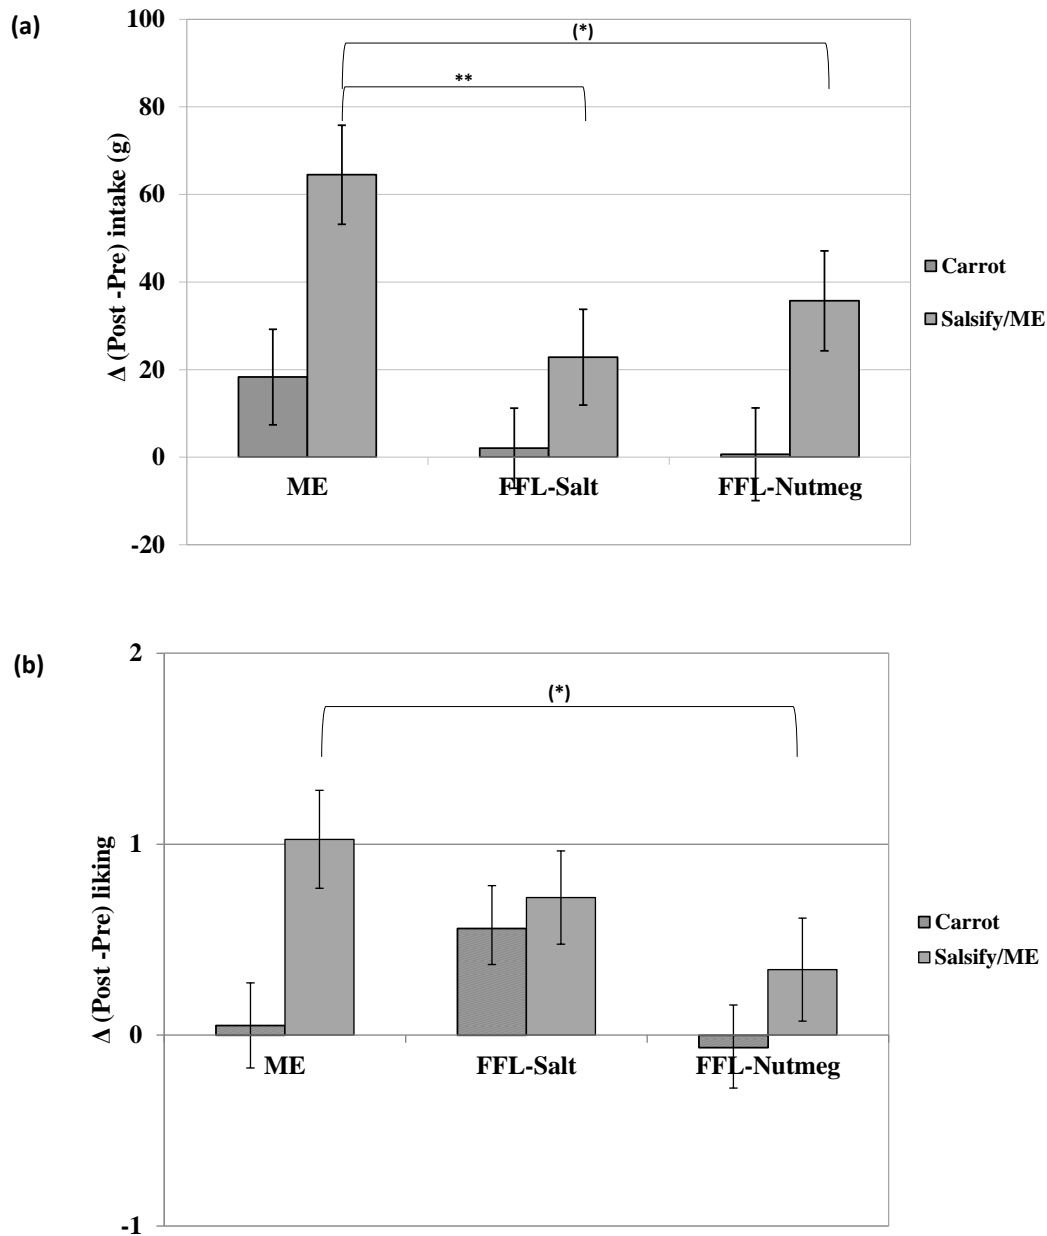 (a)
100
80
60
40
20
0
-20
Δ (Post -Pre) intake (g)
(*)
**
ME
FFL-Salt
FFL-Nutmeg
Carrot
Salsify/ME
(b)
2
1
0
-1
Δ (Post -Pre) liking
(*)
ME
FFL-Salt
FFL-Nutmeg
Carrot
Salsify/ME